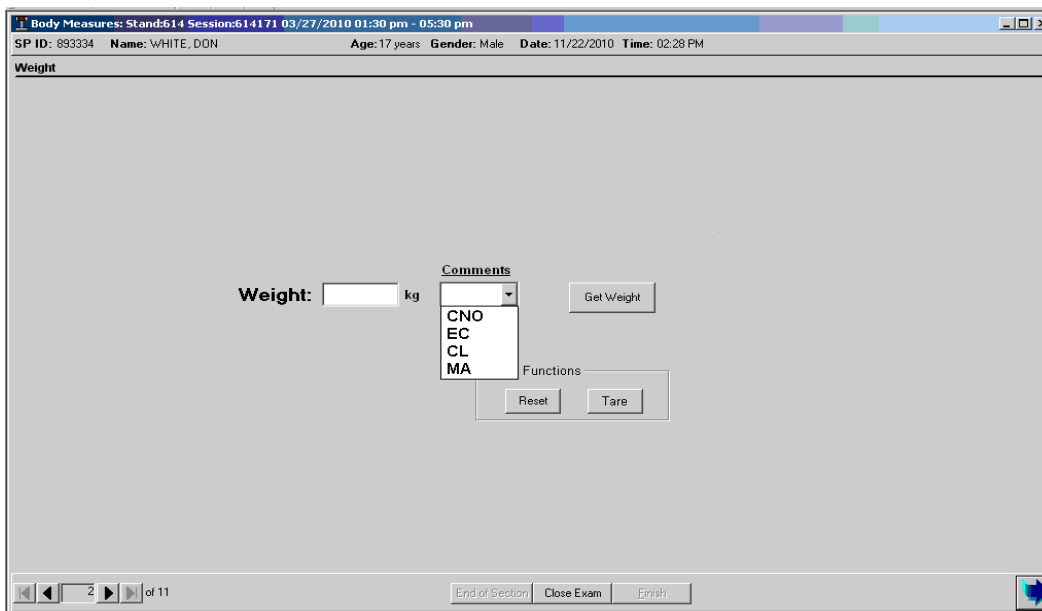 Body Measures: Stand:614 Session:614171 03/27/2010 01:30 pm - 05:30 pm
SP ID: 893334 Name: WHITE, DON Age: 17 years Gender: Male Date: 11/22/2010 Time: 02:28 PM
Weight
Comments
Weight: kg Get Weight
CNO
EC
CL
MA
Functions
Reset Tare
2 of 11 End of Section Close Exam Finish